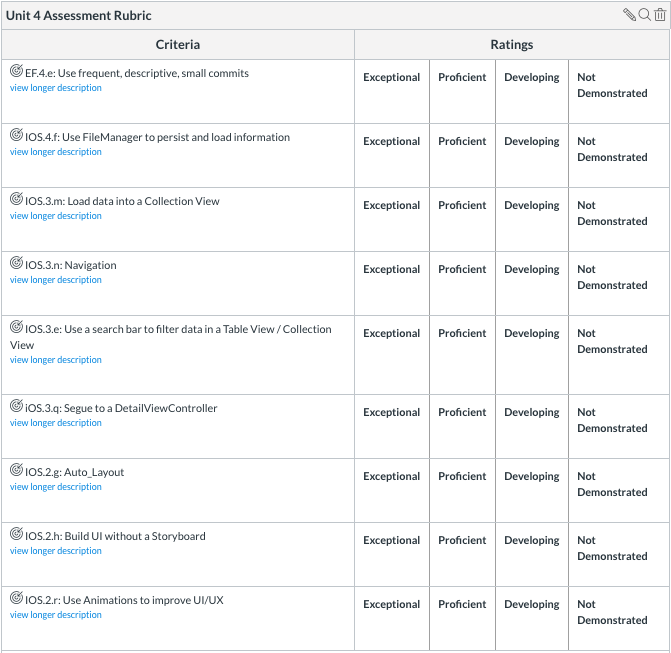 Unit 4 Assessment Rubric
Criteria
Ratings
EF.4.e: Use frequent, descriptive, small commits
view longer description
Exceptional
Proficient
Developing
Not
Demonstrated
IOS.4.f: Use FileManager to persist and load information
view longer description
Exceptional
Proficient
Developing
Not
Demonstrated
IOS.3.m: Load data into a Collection View
view longer description
Exceptional
Proficient
Developing
Not
Demonstrated
IOS.3.n: Navigation
view longer description
Exceptional
Proficient
Developing
Not
Demonstrated
IOS.3.e: Use a search bar to filter data in a Table View / Collection
View
view longer description
Exceptional
Proficient
Developing
Not
Demonstrated
iOS.3.q: Segue to a DetailViewController
view longer description
Exceptional
Proficient
Developing
Not
Demonstrated
IOS.2.g: Auto_Layout
view longer description
Exceptional
Proficient
Developing
Not
Demonstrated
IOS.2.h: Build UI without a Storyboard
view longer description
Exceptional
Proficient
Developing
Not
Demonstrated
IOS.2.r: Use Animations to improve UI/UX
view longer description
Exceptional
Proficient
Developing
Not
Demonstrated